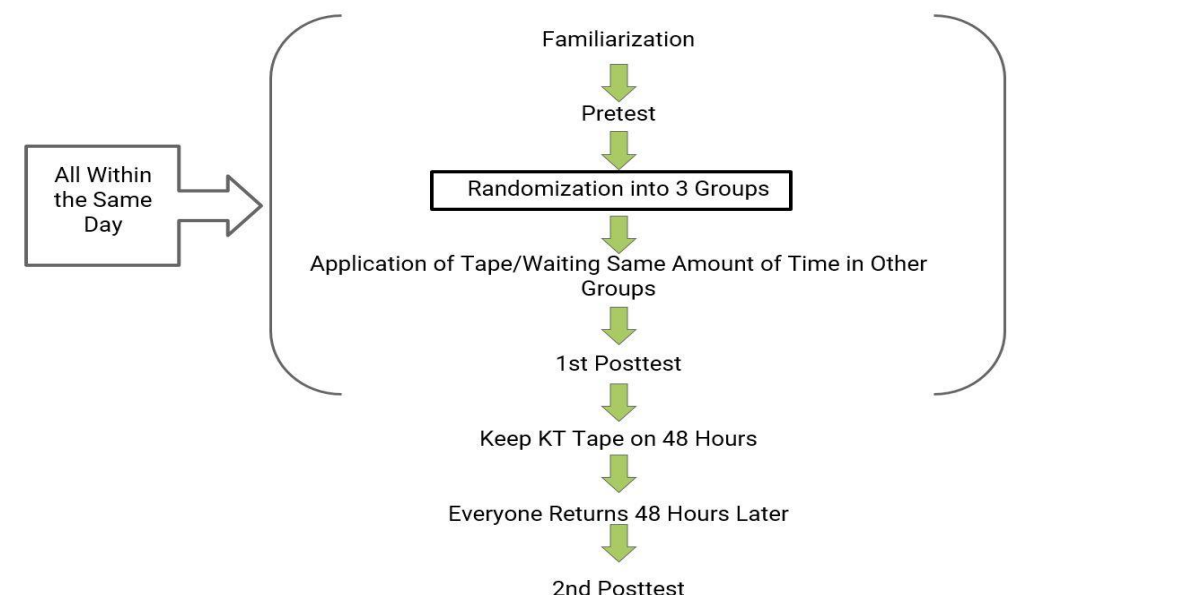 Familiarization
Pretest
All Within
the Same
Day
Randomization into 3 Groups
Application of Tape/Waiting Same Amount of Time in Other
Groups
1st Posttest
Keep KT Tape on 48 Hours
Everyone Returns 48 Hours Later
2nd Posttest